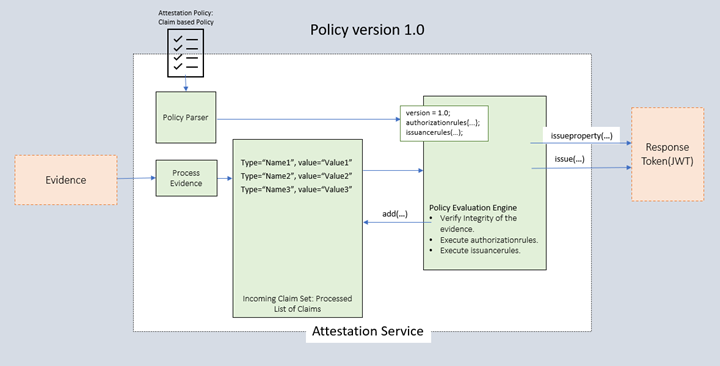 Attestation Policy:
Claim based Policy
Policy version 1.0
Policy Parser
version = 1.0;
authorizationrules{...};
issuancerules{...};
issueproperty(...)
Response
Token(JWT)
issue(...)
Evidence
Process
Evidence
Type="Name1", value="Value1"
Type="Name2", value="Value2"
Type="Name3", value="Value3"
add(...)
Policy Evaluation Engine
• Verify Integrity of the
evidence.
• Execute authorizationrules.
• Execute issuancerules.
Incoming Claim Set: Processed
List of Claims
Attestation Service